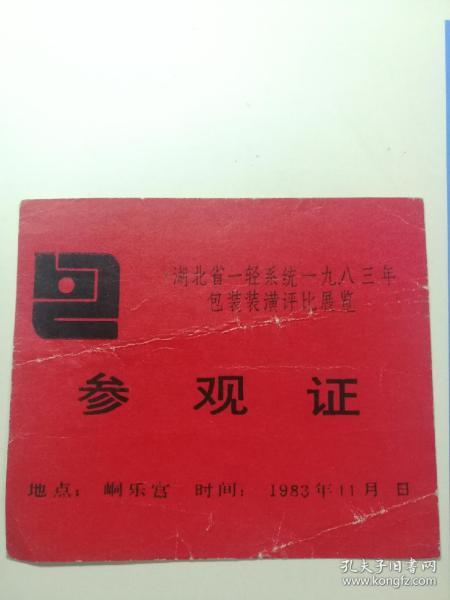 湖北省一轻系统一九八三年
包装装潢评比展览
参观证
地点：峒乐宫 时间：1983年11月 日
孔夫子旧书网
www.kongfz.com